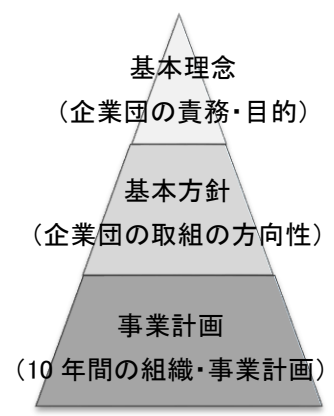 基本理念
(企業団の責務・目的)
基本方針
(企業団の取組の方向性)
事業計画
(10 年間の組織・事業計画)